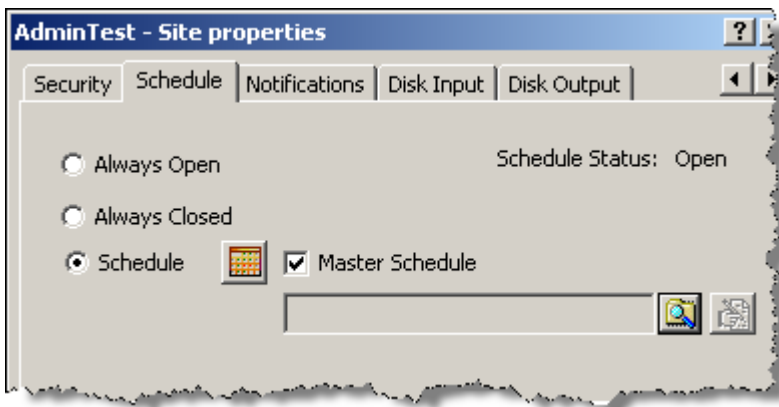 AdminTest - Site properties ?
Security Schedule Notifications Disk Input Disk Output
Always Open Schedule Status: Open
Always Closed
Schedule Master Schedule